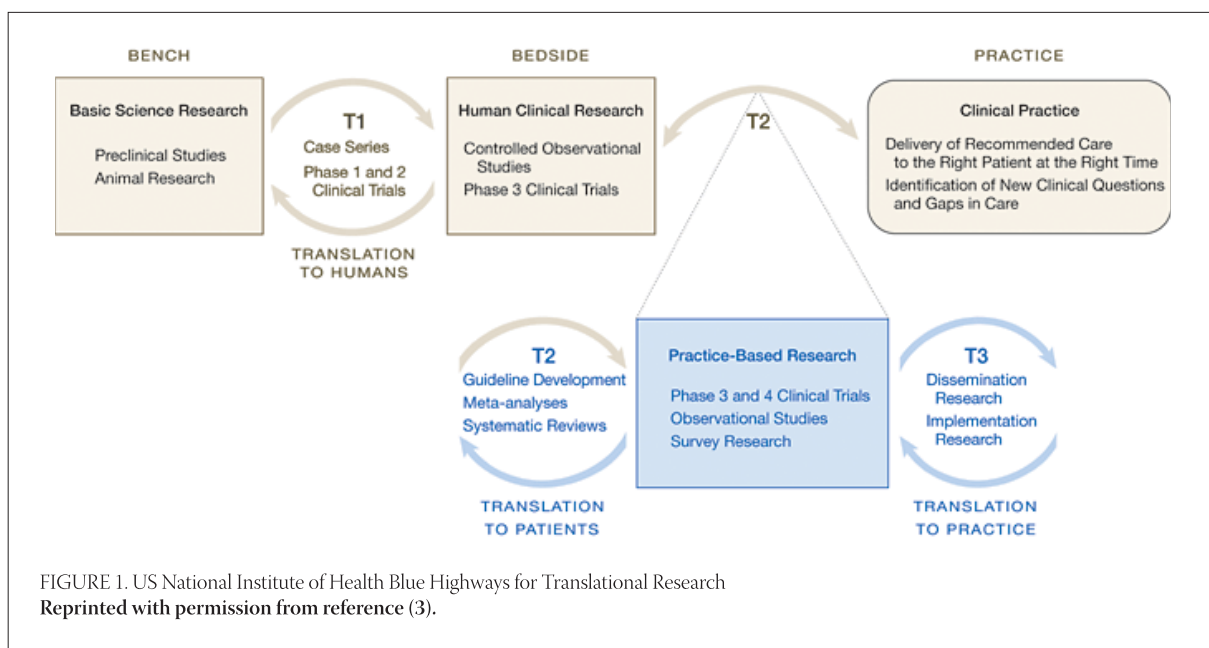 BENCH
BEDSIDE
PRACTICE
Basic Science Research
Preclinical Studies
Animal Research
T1
Case Series
Phase 1 and 2
Clinical Trials
TRANSLATION
TO HUMANS
Human Clinical Research
Controlled Observational
Studies
Phase 3 Clinical Trials
T2
Clinical Practice
Delivery of Recommended Care
to the Right Patient at the Right Time
Identification of New Clinical Questions
and Gaps in Care
T2
Guideline Development
Meta-analyses
Systematic Reviews
TRANSLATION
TO PATIENTS
Practice-Based Research
Phase 3 and 4 Clinical Trials
Observational Studies
Survey Research
T3
Dissemination
Research
Implementation
Research
TRANSLATION
TO PRACTICE
FIGURE 1. US National Institute of Health Blue Highways for Translational Research
Reprinted with permission from reference (3).